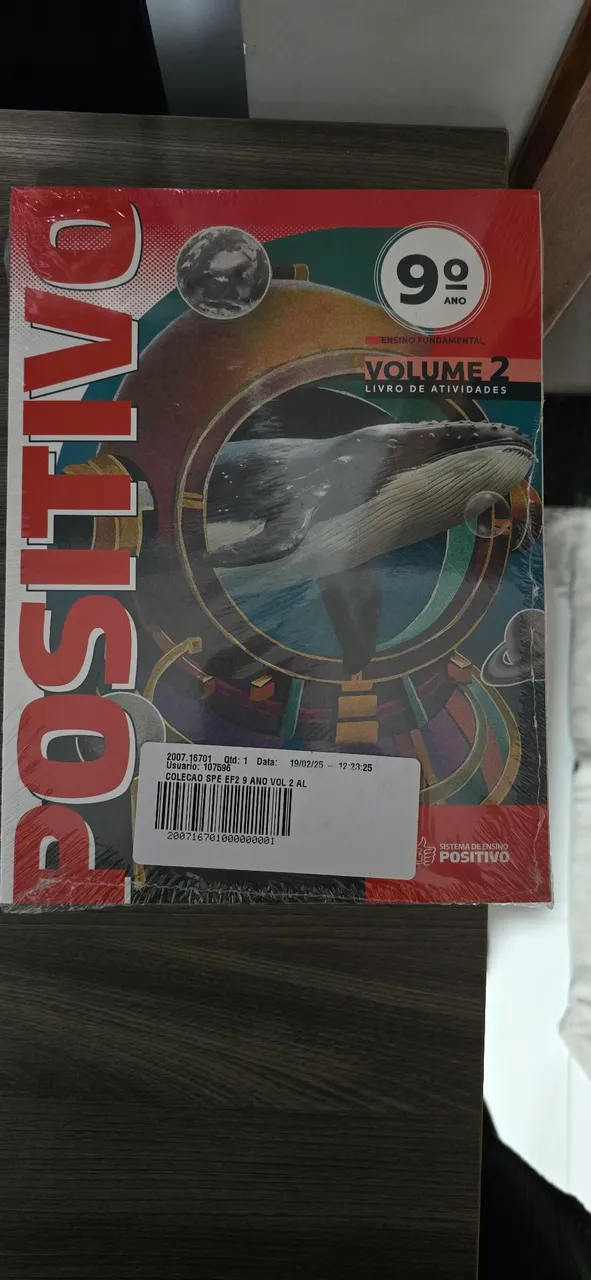 POSITIVO
9º
ANO
ENSINO FUNDAMENTAL
VOLUME 2
LIVRO DE ATIVIDADES
2007.16701 Qtd: 1 Data: 19/02/25 – 12:33:25
Usuario: 107596
COLECAO SPE EF2 9 ANO VOL 2 AL
200716701000000001
SISTEMA DE ENSINO
POSITIVO